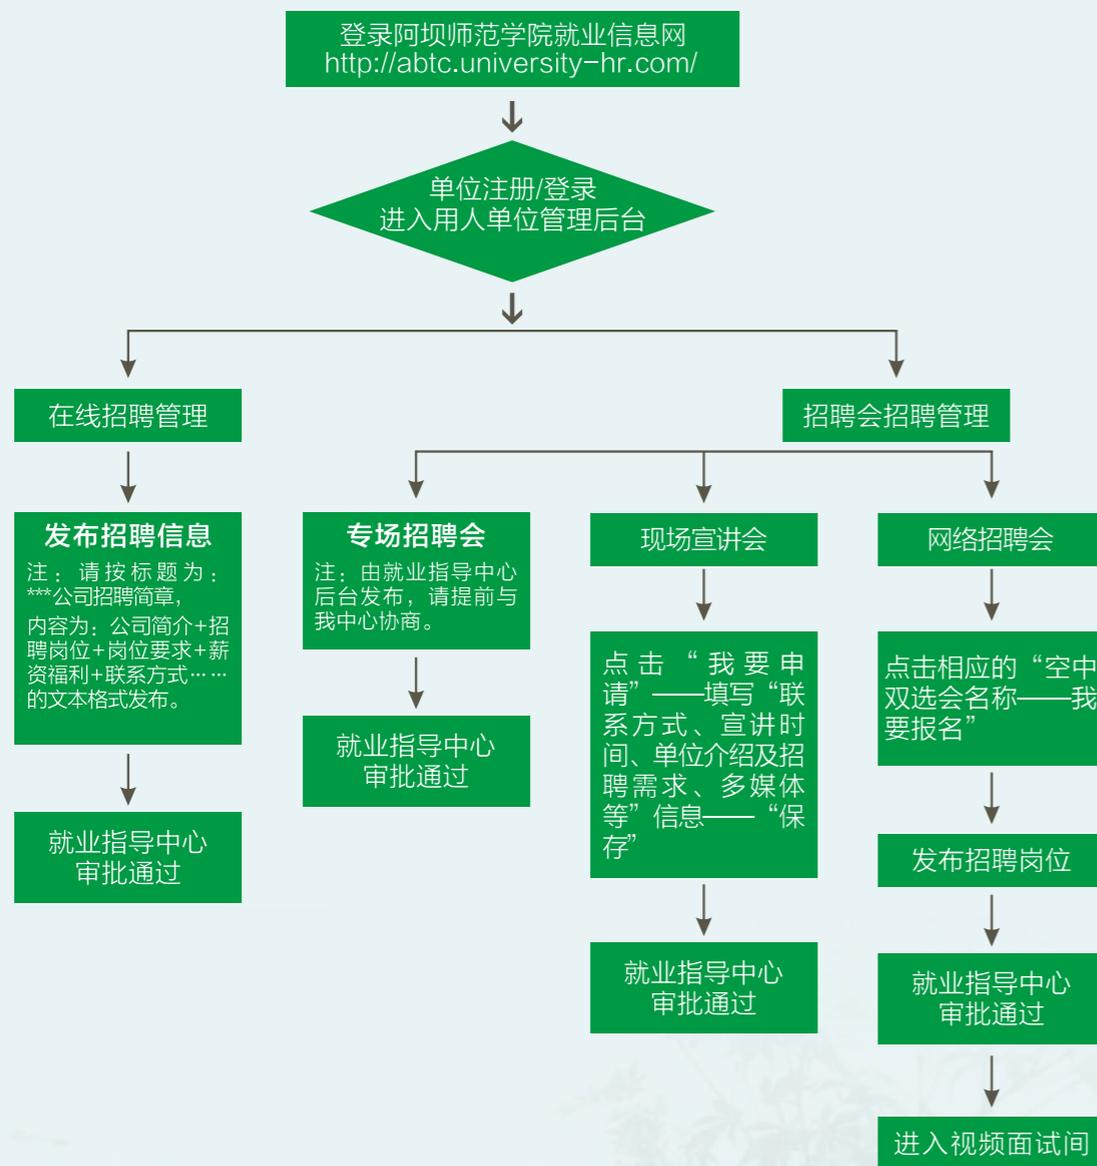 登录阿坝师范学院就业信息网
http://abtc.university-hr.com/
单位注册/登录
进入用人单位管理后台
在线招聘管理
招聘会招聘管理
发布招聘信息
注：请按标题为：
***公司招聘简章，
内容为：公司简介+招
聘岗位+岗位要求+薪
资福利+联系方式……
的文本格式发布。
就业指导中心
审批通过
专场招聘会
注：由就业指导中心
后台发布，请提前与
我中心协商。
就业指导中心
审批通过
现场宣讲会
点击“我要申
请”——填写“联
系方式、宣讲时
间、单位介绍及招
聘需求、多媒体
等”信息——“保
存”
就业指导中心
审批通过
网络招聘会
点击相应的“空中
双选会名称——我
要报名”
发布招聘岗位
就业指导中心
审批通过
进入视频面试间